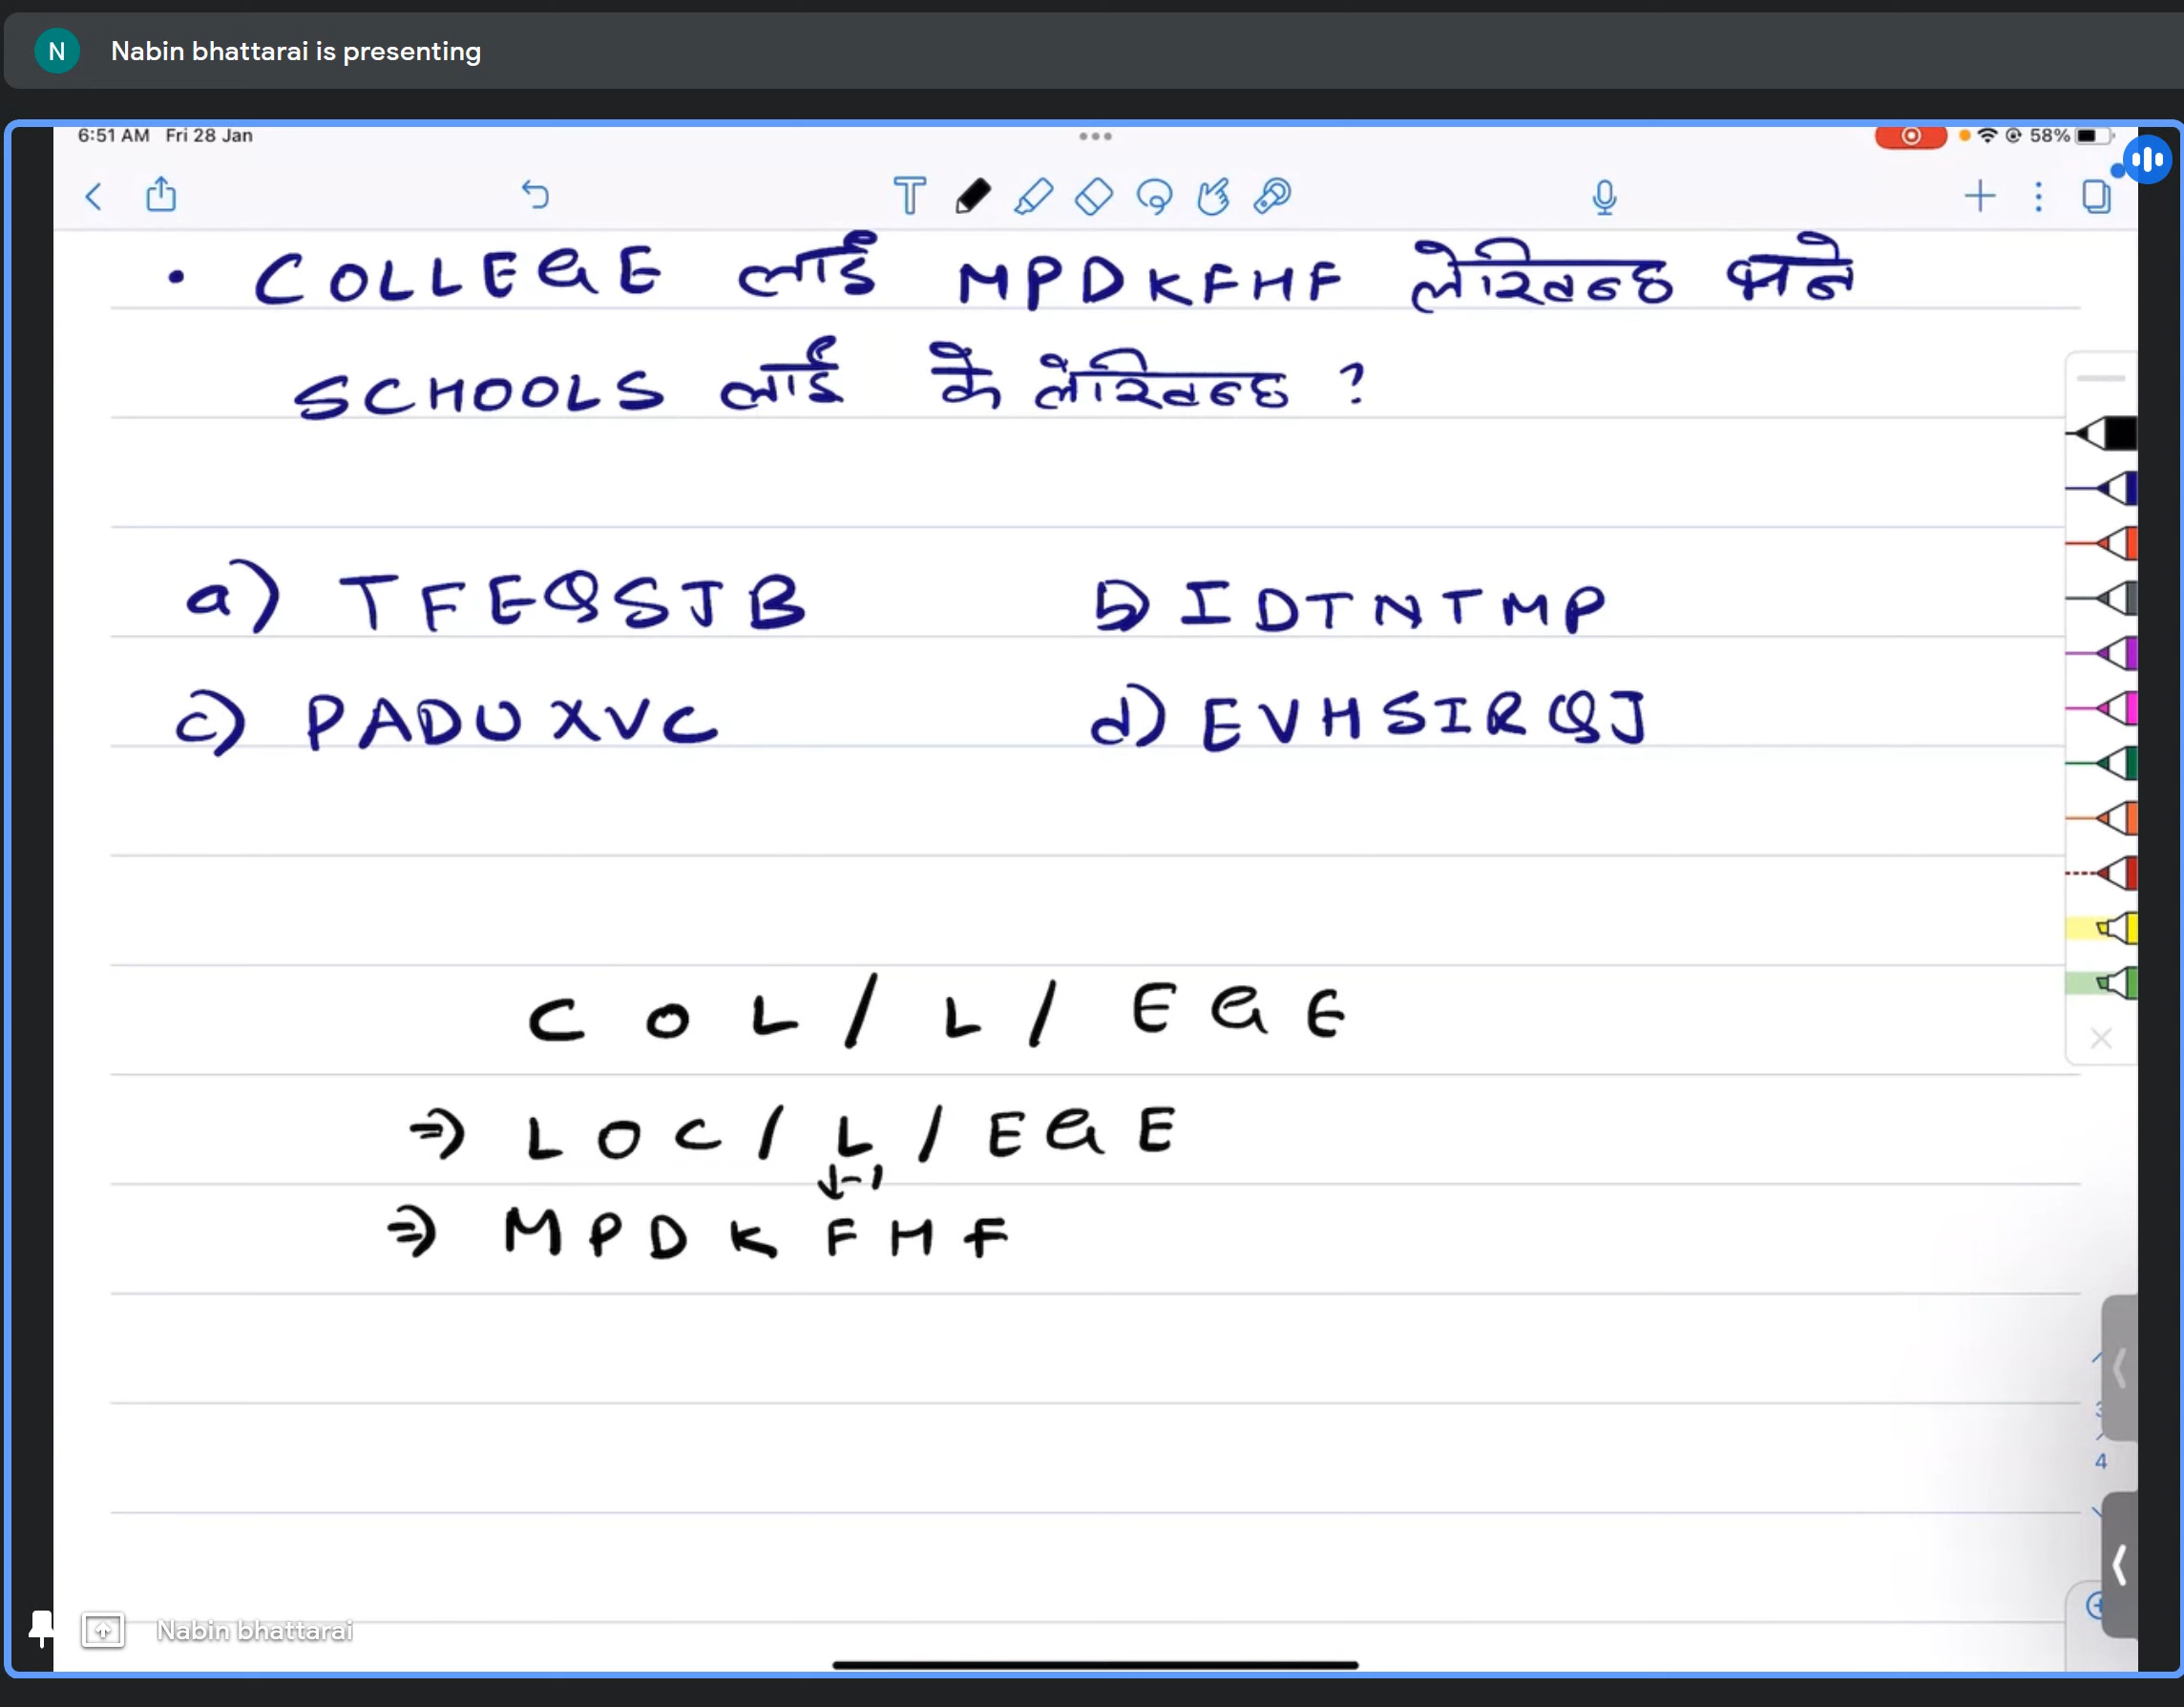 N Nabin bhattarai is presenting
6:51 AM Fri 28 Jan
58%
• COLLEGE लाई MPDKFHF लेखिन्छ भने
SCHOOLS लाई के लेखिन्छ ?
a) TFEQSJB b) IDTNTMP
c) PADUXVC d) EVHSIRQJ
C O L / L / E G E
⇒ L O C / L / E G E
↓-1
⇒ M P D K F H F
4
Nabin bhattarai